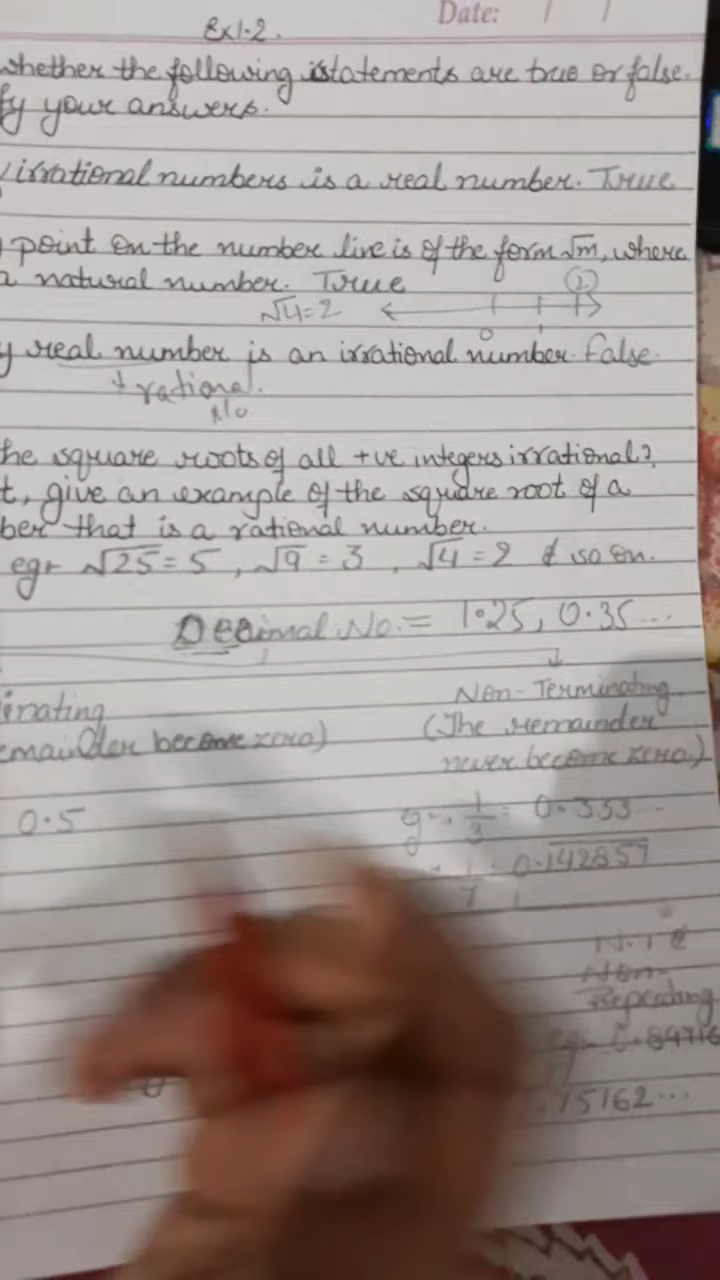 Date: / /
Ex1.2.
whether the following statements are true or false.
fy your answers.
irrational numbers is a real number. True
point on the number line is of the form √m, where
a natural number. True
√4=2
2
0 1
y real number is an irrational number. False.
+ rational
No
he square roots of all +ve integers irrational?
t, give an example of the square root of a
ber that is a rational number.
eg:- √25 = 5, √9 = 3, √4 = 2 & so on.
Decimal No. = 1.25, 0.35...
Non-Terminating
inating
(The remainder
emainder become zero)
never become zero.)
0.5
1/3 = 0.333...
1/7
N.T &
Non-
Repeating
15162...